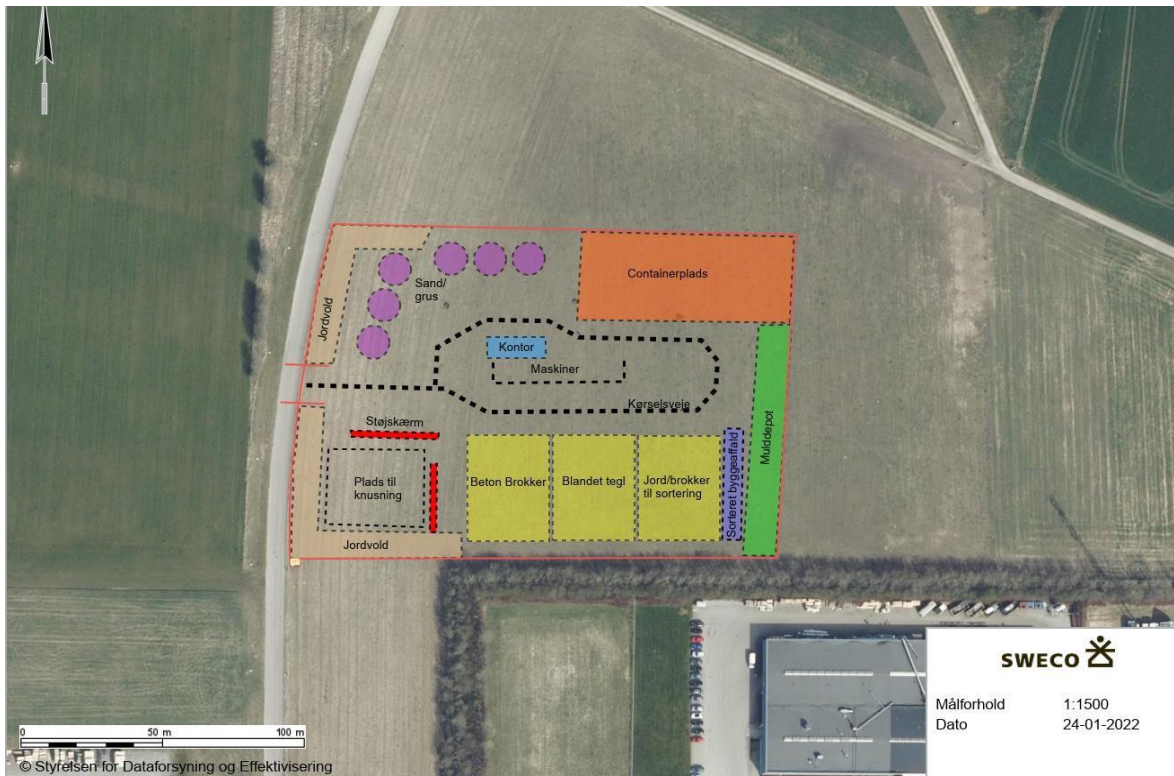 Containerplads
Sand/
grus
Jordvold
Kontor
Maskiner
Kørselsveje
Støjskærm
Plads til
knusning
Beton Brokker
Blandet tegl
Jord/brokker
til sortering
Sorteret byggeaffald
Mulddepot
Jordvold
SWECO
Målforhold 1:1500
Dato 24-01-2022
0 50 m 100 m
© Styrelsen for Dataforsyning og Effektivisering